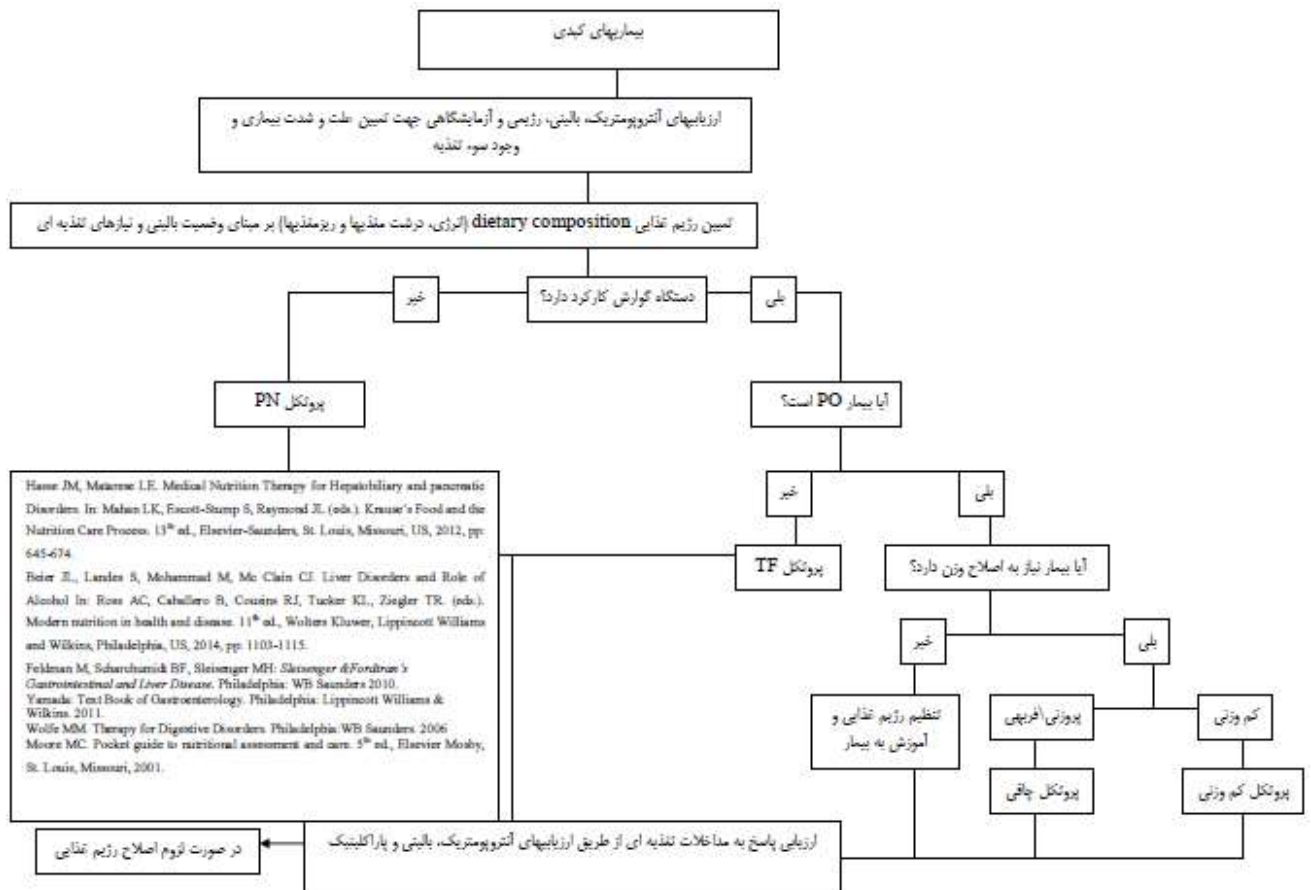 بیماریهای کبدی
ارزیابیهای آنتروپومتریک، بالینی، رژیمی و آزمایشگاهی جهت تعیین علت و شدت بیماری و
وجود سوء تغذیه
تعیین رژیم غذایی dietary composition (انرژی، درشت مغذیها و ریزمغذیها) بر مبنای وضعیت بالینی و نیازهای تغذیه ای
دستگاه گوارش کارکرد دارد؟
بلی
خیر
پروتکل PN
آیا بیمار PO است؟
Hasse JM, Matarese LE. Medical Nutrition Therapy for Hepatobiliary and pancreatic
Disorders. In: Mahan LK, Escott-Stump S, Raymond JL (eds.). Krause's Food and the
Nutrition Care Process. 13th ed., Elsevier-Saunders, St. Louis, Missouri, US, 2012, pp:
645-674.
Beier JL, Landes S, Mohammad M, Mc Clain CJ. Liver Disorders and Role of
Alcohol In: Ross AC, Caballero B, Cousins RJ, Tucker KL, Ziegler TR. (eds.).
Modern nutrition in health and disease. 11th ed., Wolters Kluwer, Lippincott Williams
and Wilkins, Philadelphia, US, 2014, pp: 1103-1115.
Feldman M, Scharchumidt BF, Sleisenger MH: Sleisenger &Fordtran's
Gastrointestinal and Liver Disease. Philadelphia: WB Saunders 2010.
Yamada: Text Book of Gastroenterology. Philadelphia: Lippincott Williams &
Wilkins. 2011.
Wolfe MM. Therapy for Digestive Disorders. Philadelphia:WB Saunders. 2006
Moore MC. Pocket guide to nutritional assessment and care. 5th ed., Elsevier Mosby,
St. Louis, Missouri, 2001.
بلی
خیر
پروتکل TF
آیا بیمار نیاز به اصلاح وزن دارد؟
بلی
خیر
کم وزنی
پروزنی\فربهی
تنظیم رژیم غذایی و
آموزش به بیمار
پروتکل کم وزنی
پروتکل چاقی
ارزیابی پاسخ به مداخلات تغذیه ای از طریق ارزیابیهای آنتروپومتریک، بالینی و پاراکلینیک
در صورت لزوم اصلاح رژیم غذایی